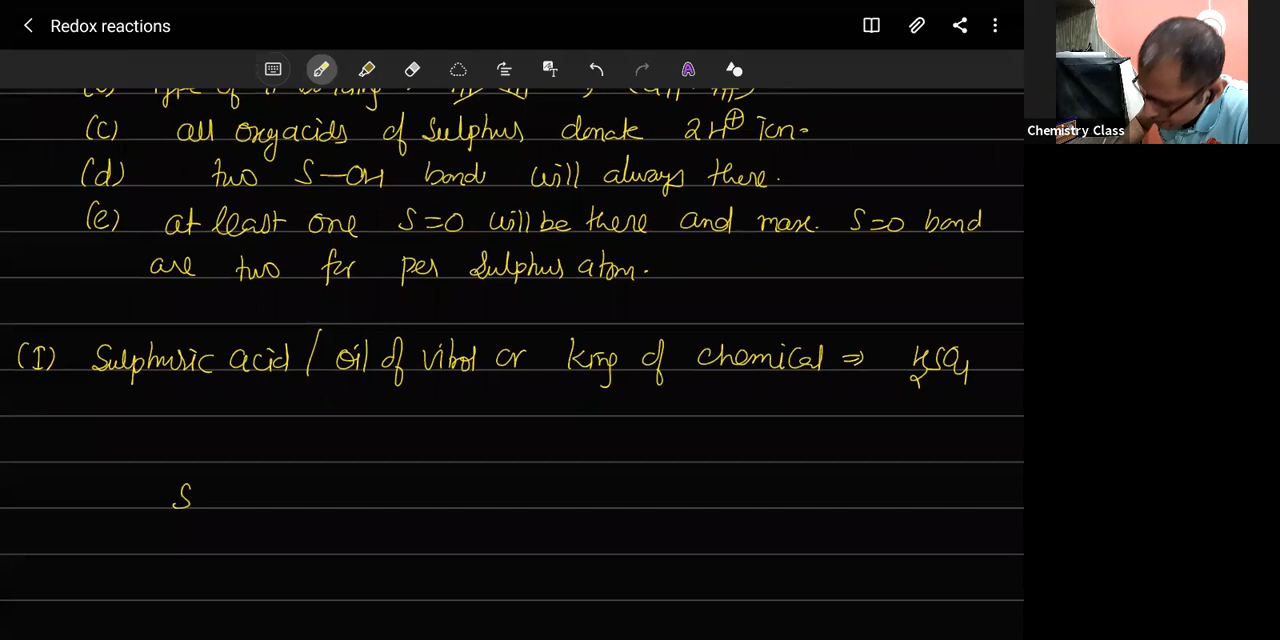 Redox reactions
Chemistry Class
(c) all oxyacids of Sulphur donate 2H⊕ ion.
(d) two S—OH bond will always there.
(e) at least one S=O will be there and max. S=O bond
are two for per Sulphur atom.
(I) Sulphuric acid / oil of vitrol or king of chemical ⇒ H₂SO₄
S